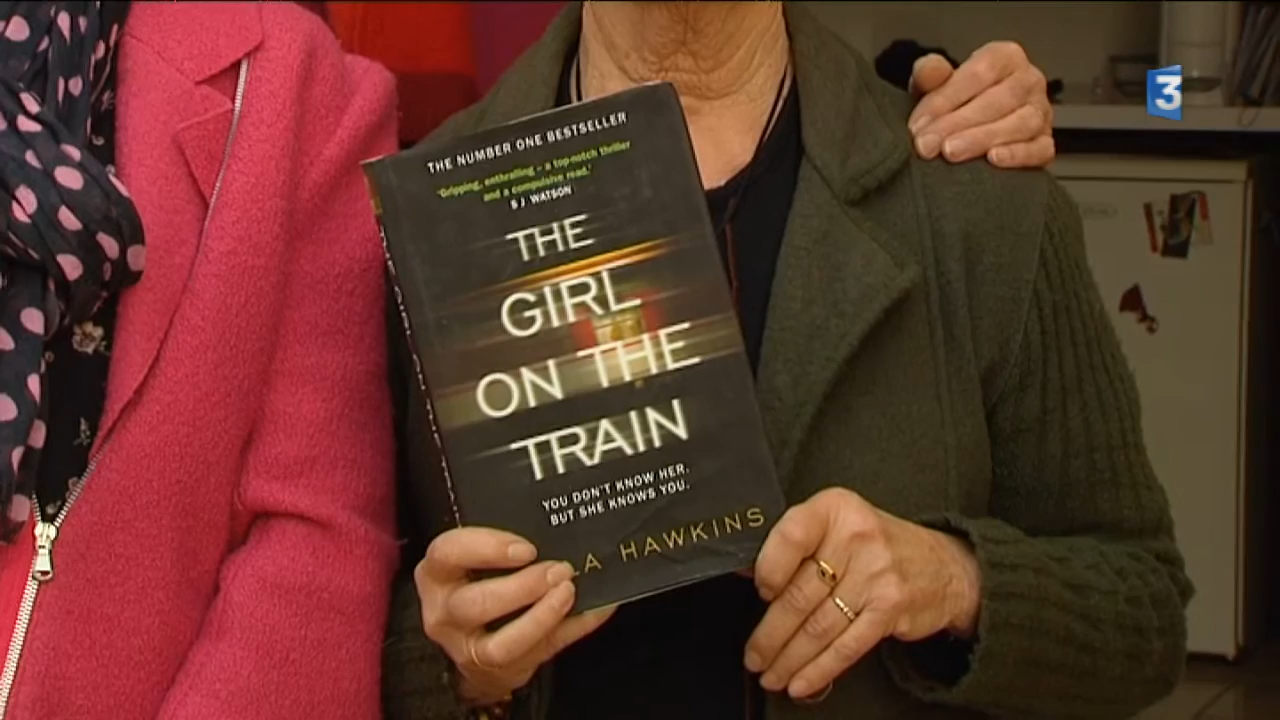 THE NUMBER ONE BESTSELLER
'Gripping, enthralling – a top-notch thriller
and a compulsive read.'
S J WATSON
THE
GIRL
ON THE
TRAIN
YOU DON'T KNOW HER.
BUT SHE KNOWS YOU.
LA HAWKINS
3